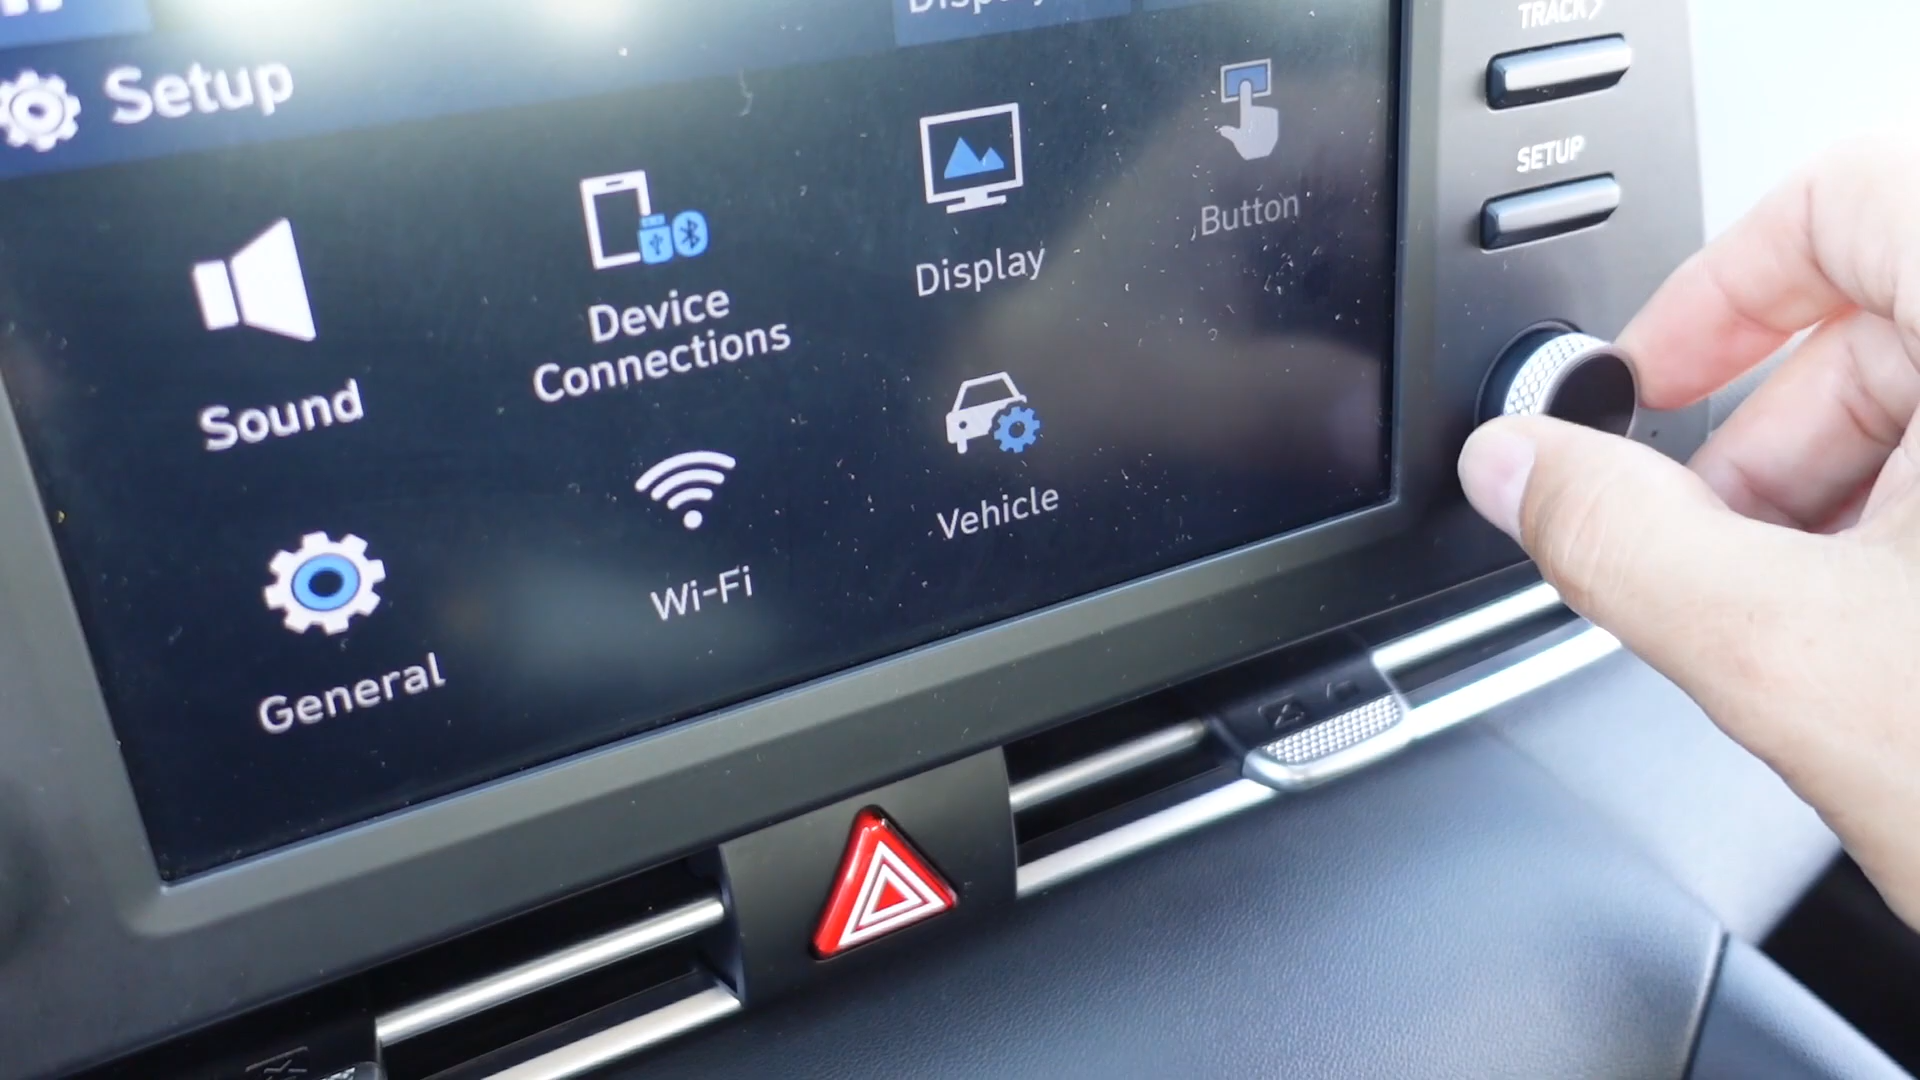 Display
TRACK>
Setup
SETUP
Sound
Device
Connections
Display
Button
General
Wi-Fi
Vehicle